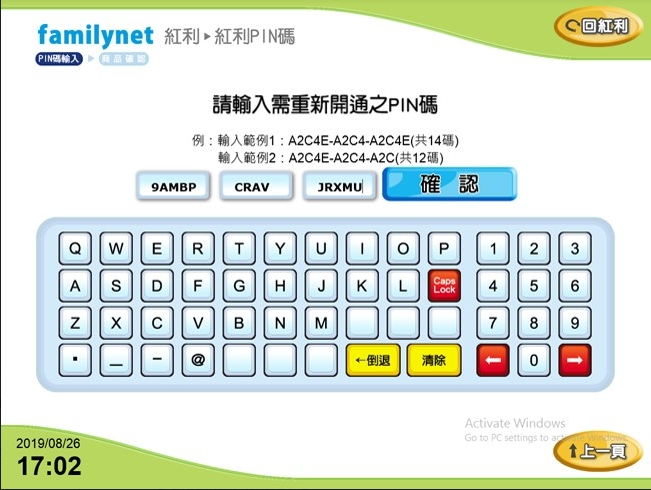 familynet 紅利▶紅利PIN碼
回紅利
PIN碼輸入 ▶ 商品確認
請輸入需重新開通之PIN碼
例：輸入範例1：A2C4E-A2C4-A2C4E(共14碼)
輸入範例2：A2C4E-A2C4-A2C(共12碼)
9AMBP CRAV JRXMU 確認
Q W E R T Y U I O P 1 2 3
A S D F G H J K L Caps Lock 4 5 6
Z X C V B N M 7 8 9
. _ - @ ←倒退 清除 ← 0 →
Activate Windows
Go to PC settings to activate Windows.
2019/08/26
17:02
上一頁